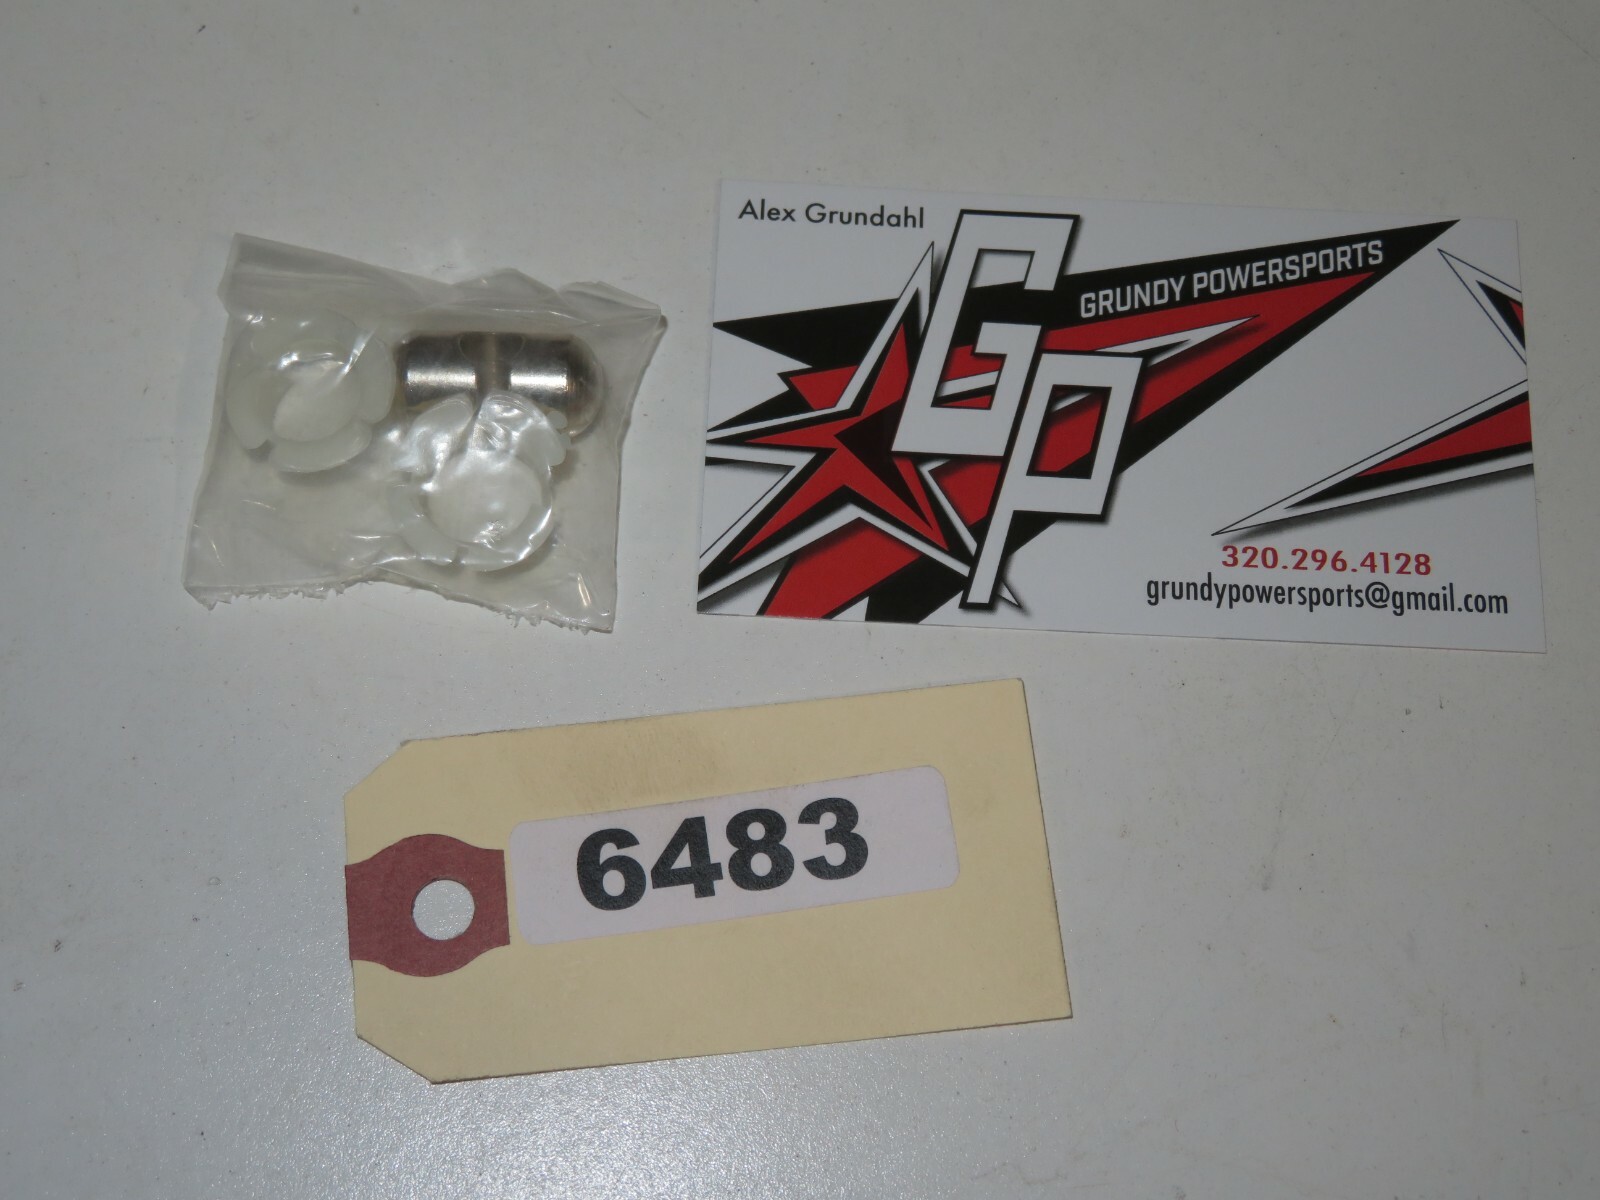 Alex Grundahl
GP
GRUNDY POWERSPORTS
320.296.4128
grundypowersports@gmail.com
6483